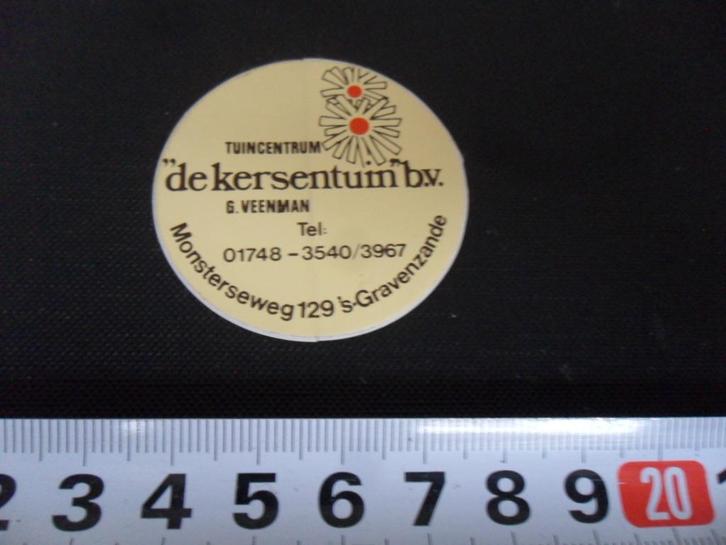 TUINCENTRUM
"de kersentuin" b.v.
G. VEENMAN
Tel:
01748 - 3540/3967
Monsterseweg 129 's-Gravenzande
2 3 4 5 6 7 8 9 20 1